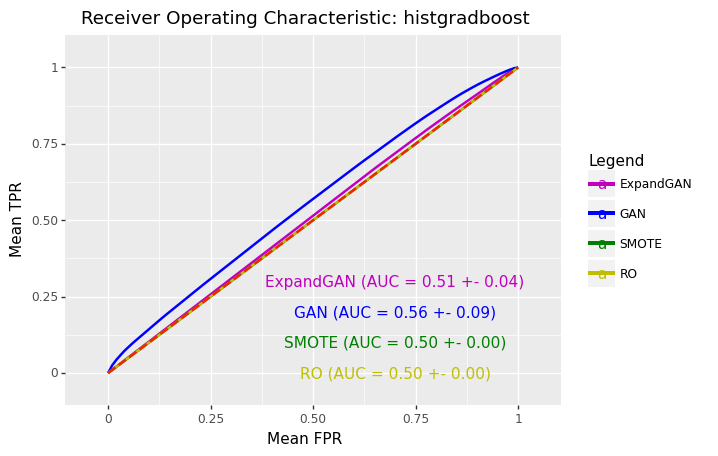 Receiver Operating Characteristic: histgradboost
1
0.75
0.50
0.25
0
Mean TPR
ExpandGAN (AUC = 0.51 +- 0.04)
GAN (AUC = 0.56 +- 0.09)
SMOTE (AUC = 0.50 +- 0.00)
RO (AUC = 0.50 +- 0.00)
0 0.25 0.50 0.75 1
Mean FPR
Legend
a ExpandGAN
a GAN
a SMOTE
a RO